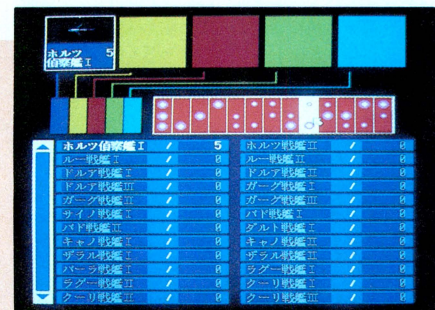 ホルツ 5
偵察艦Ⅰ
ホルツ偵察艦Ⅰ / 5 ホルツ戦艦Ⅱ / 0
ルー戦艦Ⅰ / 0 ルー戦艦Ⅱ / 0
ドルア戦艦Ⅰ / 0 ドルア戦艦Ⅱ / 0
ドルア戦艦Ⅲ / 0 ガーグ戦艦Ⅰ / 0
ガーグ戦艦Ⅱ / 0 ガーグ戦艦Ⅲ / 0
サイノ戦艦Ⅰ / 0 バド戦艦Ⅰ / 0
バド戦艦Ⅱ / 0 ダルト戦艦Ⅰ / 0
キャノ戦艦Ⅰ / 0 キャノ戦艦Ⅱ / 0
ザラル戦艦Ⅰ / 0 ザラル戦艦Ⅱ / 0
バーラ戦艦Ⅰ / 0 ラグー戦艦Ⅰ / 0
ラグー戦艦Ⅱ / 0 クーリ戦艦Ⅰ / 0
クーリ戦艦Ⅱ / 0 クーリ戦艦Ⅲ / 0